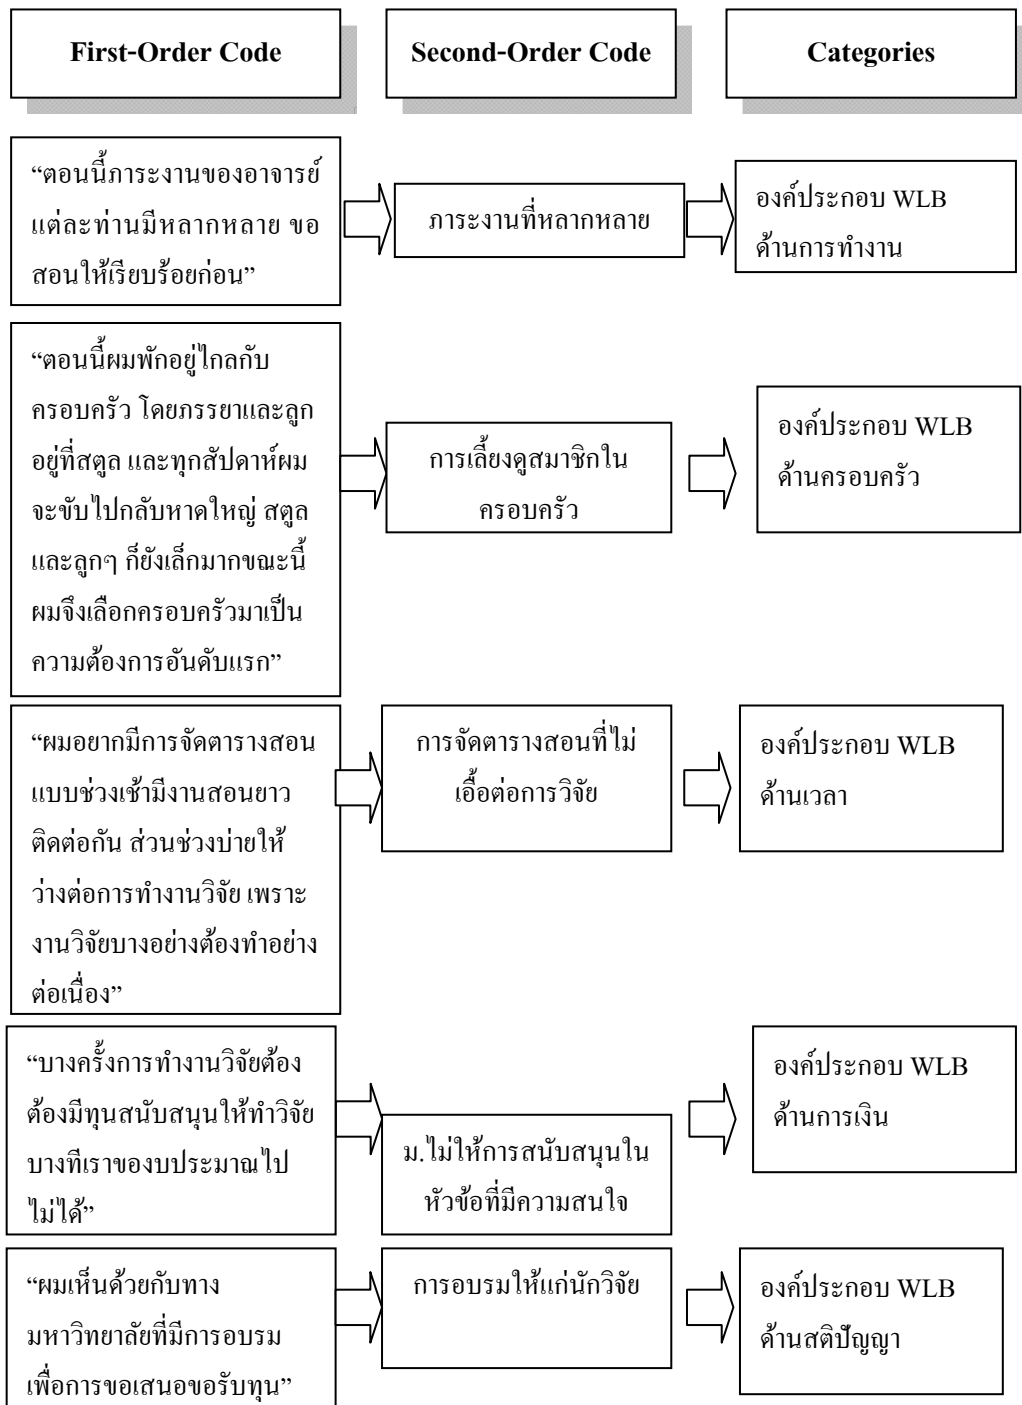 First-Order Code
Second-Order Code
Categories
“ตอนนี้ภาระงานของอาจารย์
แต่ละท่านมีหลากหลาย ขอ
สอนให้เรียบร้อยก่อน”
ภาระงานที่หลากหลาย
องค์ประกอบ WLB
ด้านการทำงาน
“ตอนนี้ผมพักอยู่ไกลกับ
ครอบครัว โดยภรรยาและลูก
อยู่ที่สตูล และทุกสัปดาห์ผม
จะขับไปกลับหาดใหญ่ สตูล
และลูกๆ ก็ยังเล็กมากขณะนี้
ผมจึงเลือกครอบครัวมาเป็น
ความต้องการอันดับแรก”
การเลี้ยงดูสมาชิกใน
ครอบครัว
องค์ประกอบ WLB
ด้านครอบครัว
“ผมอยากมีการจัดตารางสอน
แบบช่วงเช้ามีงานสอนยาว
ติดต่อกัน ส่วนช่วงบ่ายให้
ว่างต่อการทำงานวิจัย เพราะ
งานวิจัยบางอย่างต้องทำอย่าง
ต่อเนื่อง”
การจัดตารางสอนที่ไม่
เอื้อต่อการวิจัย
องค์ประกอบ WLB
ด้านเวลา
“บางครั้งการทำงานวิจัยต้อง
ต้องมีทุนสนับสนุนให้ทำวิจัย
บางทีเราของบประมาณไป
ไม่ได้”
ม.ไม่ให้การสนับสนุนใน
หัวข้อที่มีความสนใจ
องค์ประกอบ WLB
ด้านการเงิน
“ผมเห็นด้วยกับทาง
มหาวิทยาลัยที่มีการอบรม
เพื่อการขอเสนอขอรับทุน”
การอบรมให้แก่นักวิจัย
องค์ประกอบ WLB
ด้านสติปัญญา